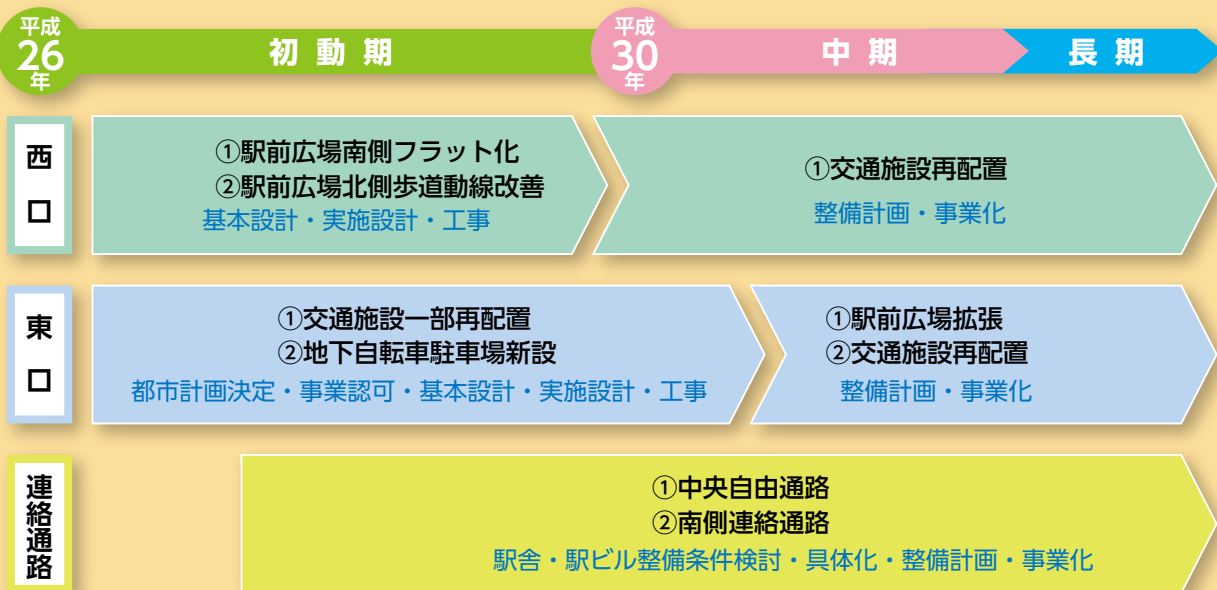 平成
26
年
初動期
平成
30
年
中期
長期
西口
①駅前広場南側フラット化
②駅前広場北側歩道動線改善
基本設計・実施設計・工事
①交通施設再配置
整備計画・事業化
東口
①交通施設一部再配置
②地下自転車駐車場新設
都市計画決定・事業認可・基本設計・実施設計・工事
①駅前広場拡張
②交通施設再配置
整備計画・事業化
連絡通路
①中央自由通路
②南側連絡通路
駅舎・駅ビル整備条件検討・具体化・整備計画・事業化